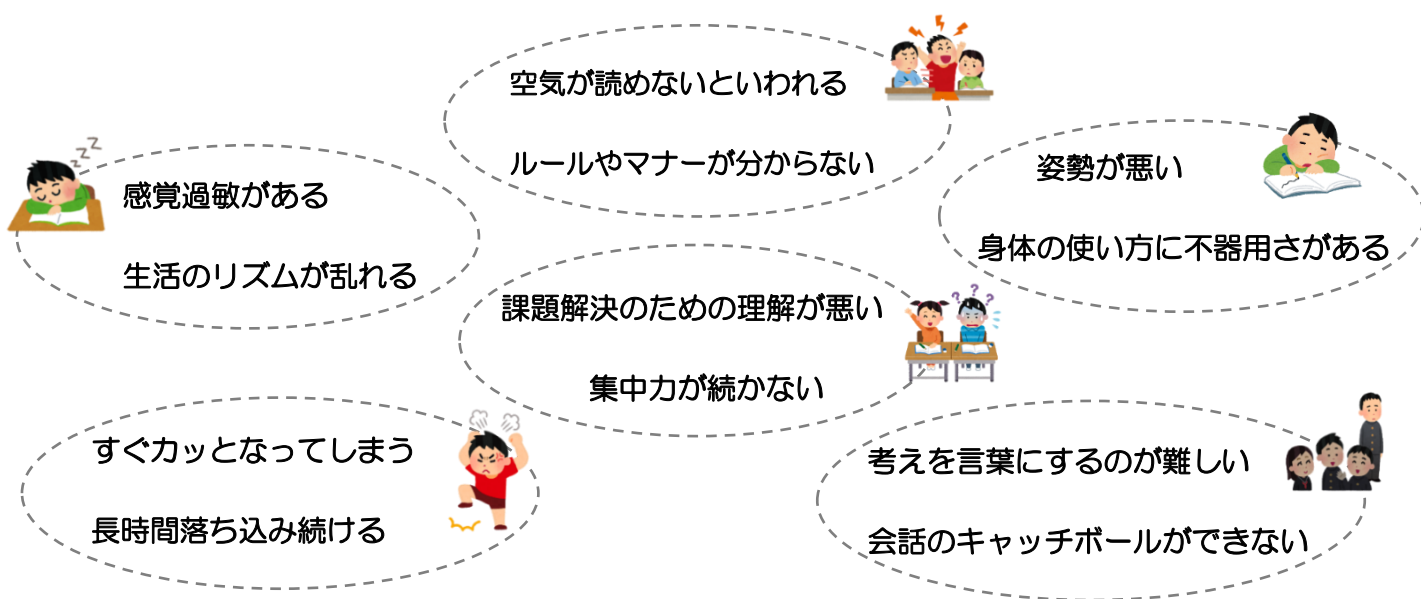 空気が読めないといわれる
ルールやマナーが分からない
感覚過敏がある
生活のリズムが乱れる
姿勢が悪い
身体の使い方に不器用さがある
課題解決のための理解が悪い
集中力が続かない
すぐカッとなってしまう
長時間落ち込み続ける
考えを言葉にするのが難しい
会話のキャッチボールができない